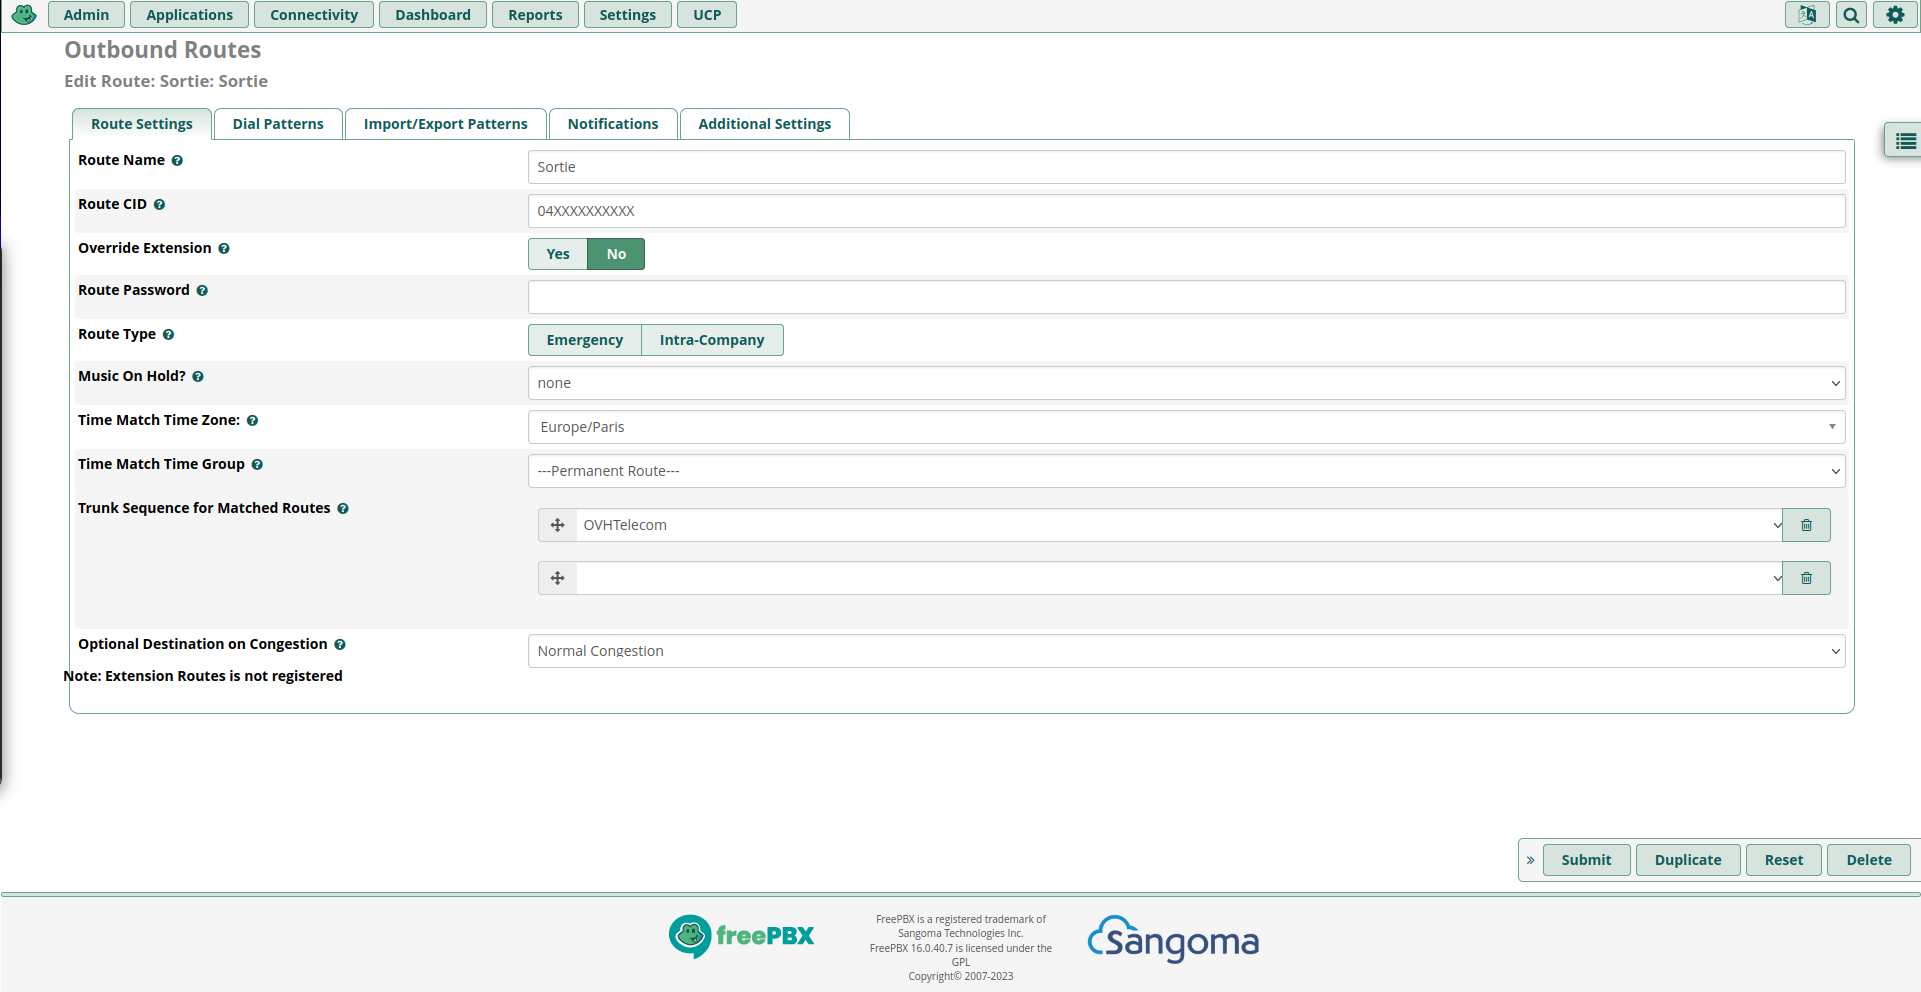 Admin Applications Connectivity Dashboard Reports Settings UCP
Outbound Routes
Edit Route: Sortie: Sortie
Route Settings Dial Patterns Import/Export Patterns Notifications Additional Settings
Route Name
Sortie
Route CID
04XXXXXXXXXX
Override Extension
Yes No
Route Password
Route Type
Emergency Intra-Company
Music On Hold?
none
Time Match Time Zone:
Europe/Paris
Time Match Time Group
---Permanent Route---
Trunk Sequence for Matched Routes
OVHTelecom
Optional Destination on Congestion
Normal Congestion
Note: Extension Routes is not registered
» Submit Duplicate Reset Delete
freePBX
FreePBX is a registered trademark of
Sangoma Technologies Inc.
FreePBX 16.0.40.7 is licensed under the
GPL
Copyright© 2007-2023
Sangoma